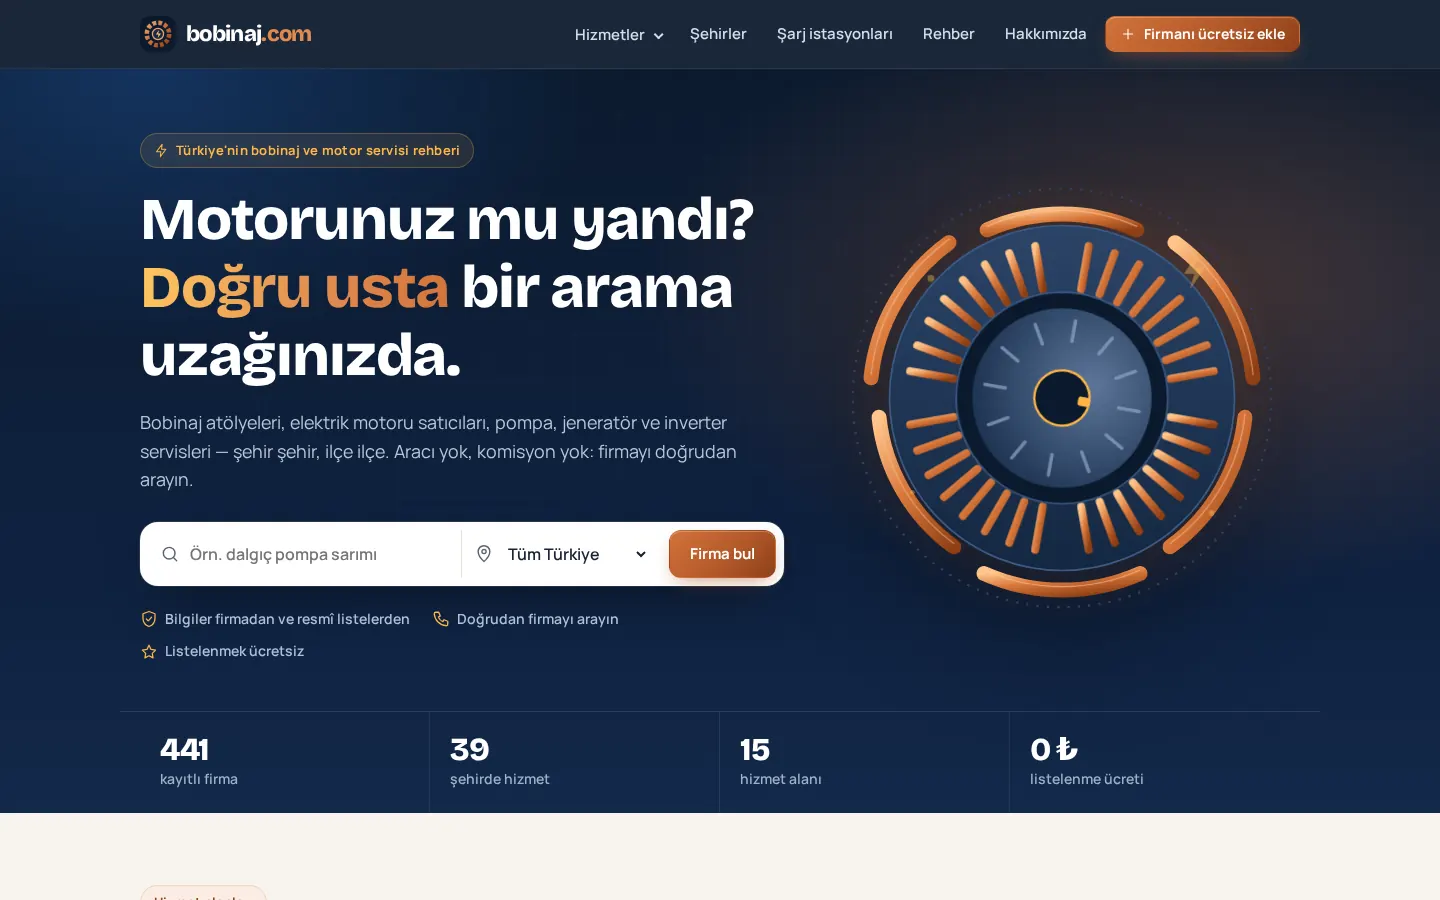 bobinaj.com
Hizmetler
Şehirler
Şarj istasyonları
Rehber
Hakkımızda
Firmanı ücretsiz ekle
Türkiye'nin bobinaj ve motor servisi rehberi
Motorunuz mu yandı?
Doğru usta bir arama
uzağınızda.
Bobinaj atölyeleri, elektrik motoru satıcıları, pompa, jeneratör ve inverter
servisleri — şehir şehir, ilçe ilçe. Aracı yok, komisyon yok: firmayı doğrudan
arayın.
Örn. dalgıç pompa sarımı
Tüm Türkiye
Firma bul
Bilgiler firmadan ve resmî listelerden
Doğrudan firmayı arayın
Listelenmek ücretsiz
441
kayıtlı firma
39
şehirde hizmet
15
hizmet alanı
0 ₺
listelenme ücreti